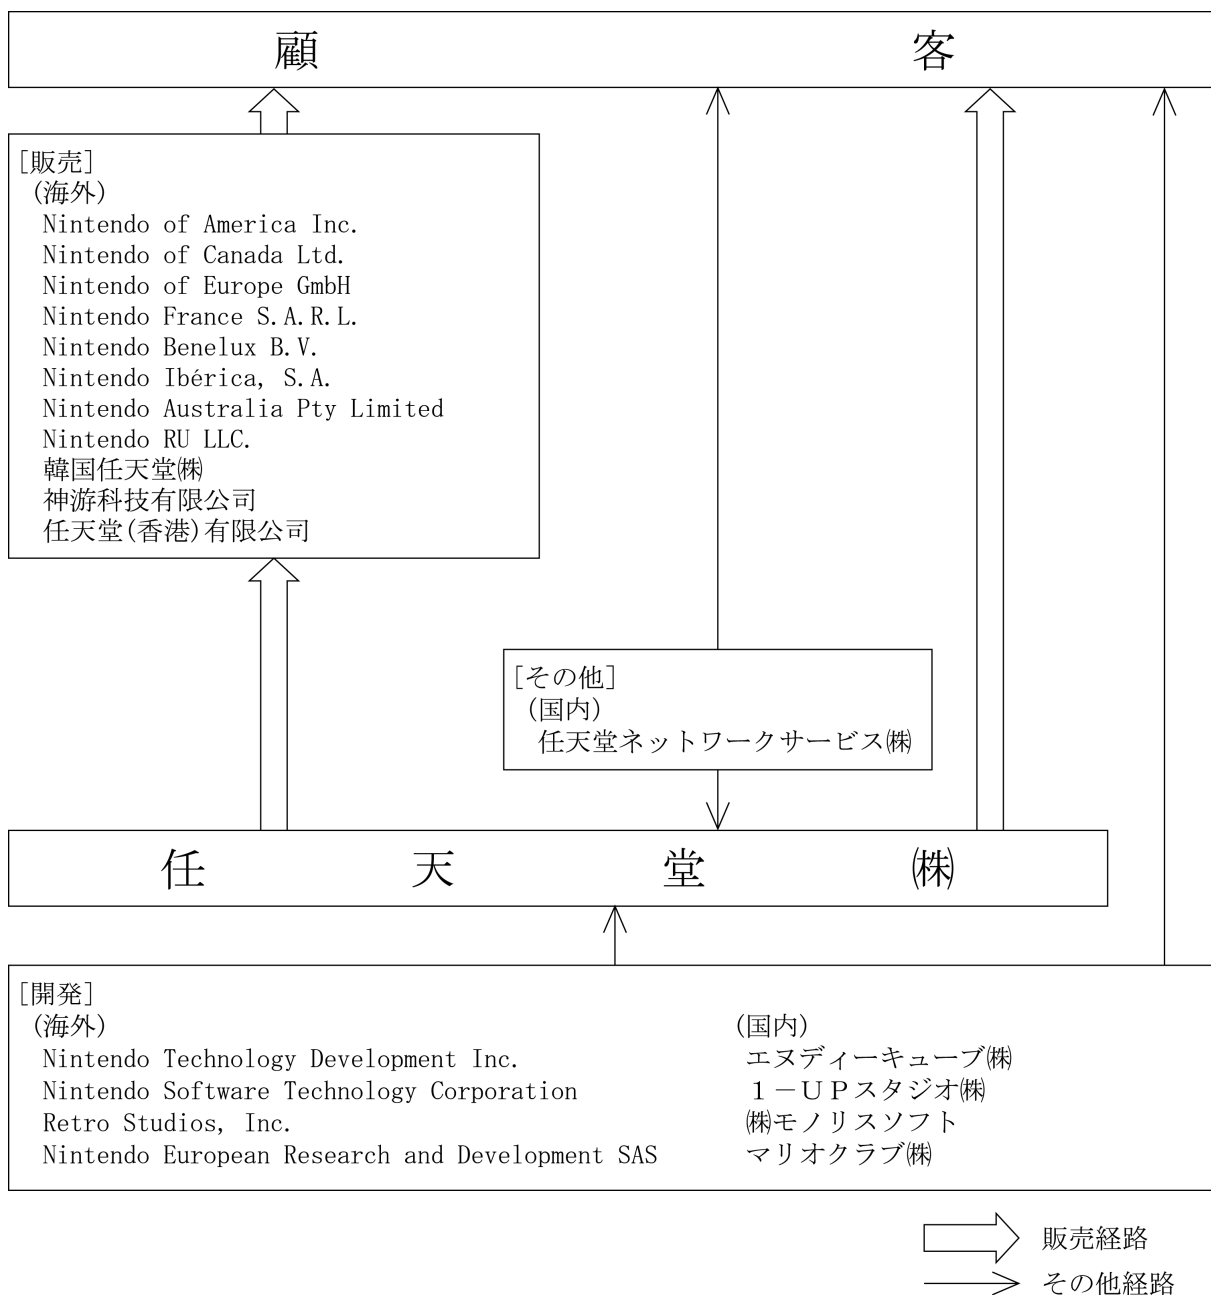 顧客
[販売]
(海外)
Nintendo of America Inc.
Nintendo of Canada Ltd.
Nintendo of Europe GmbH
Nintendo France S.A.R.L.
Nintendo Benelux B.V.
Nintendo Ibérica, S.A.
Nintendo Australia Pty Limited
Nintendo RU LLC.
韓国任天堂㈱
神游科技有限公司
任天堂(香港)有限公司
[その他]
(国内)
任天堂ネットワークサービス㈱
任天堂㈱
[開発]
(海外)
Nintendo Technology Development Inc.
Nintendo Software Technology Corporation
Retro Studios, Inc.
Nintendo European Research and Development SAS
(国内)
エヌディーキューブ㈱
１－ＵＰスタジオ㈱
㈱モノリスソフト
マリオクラブ㈱
販売経路
その他経路